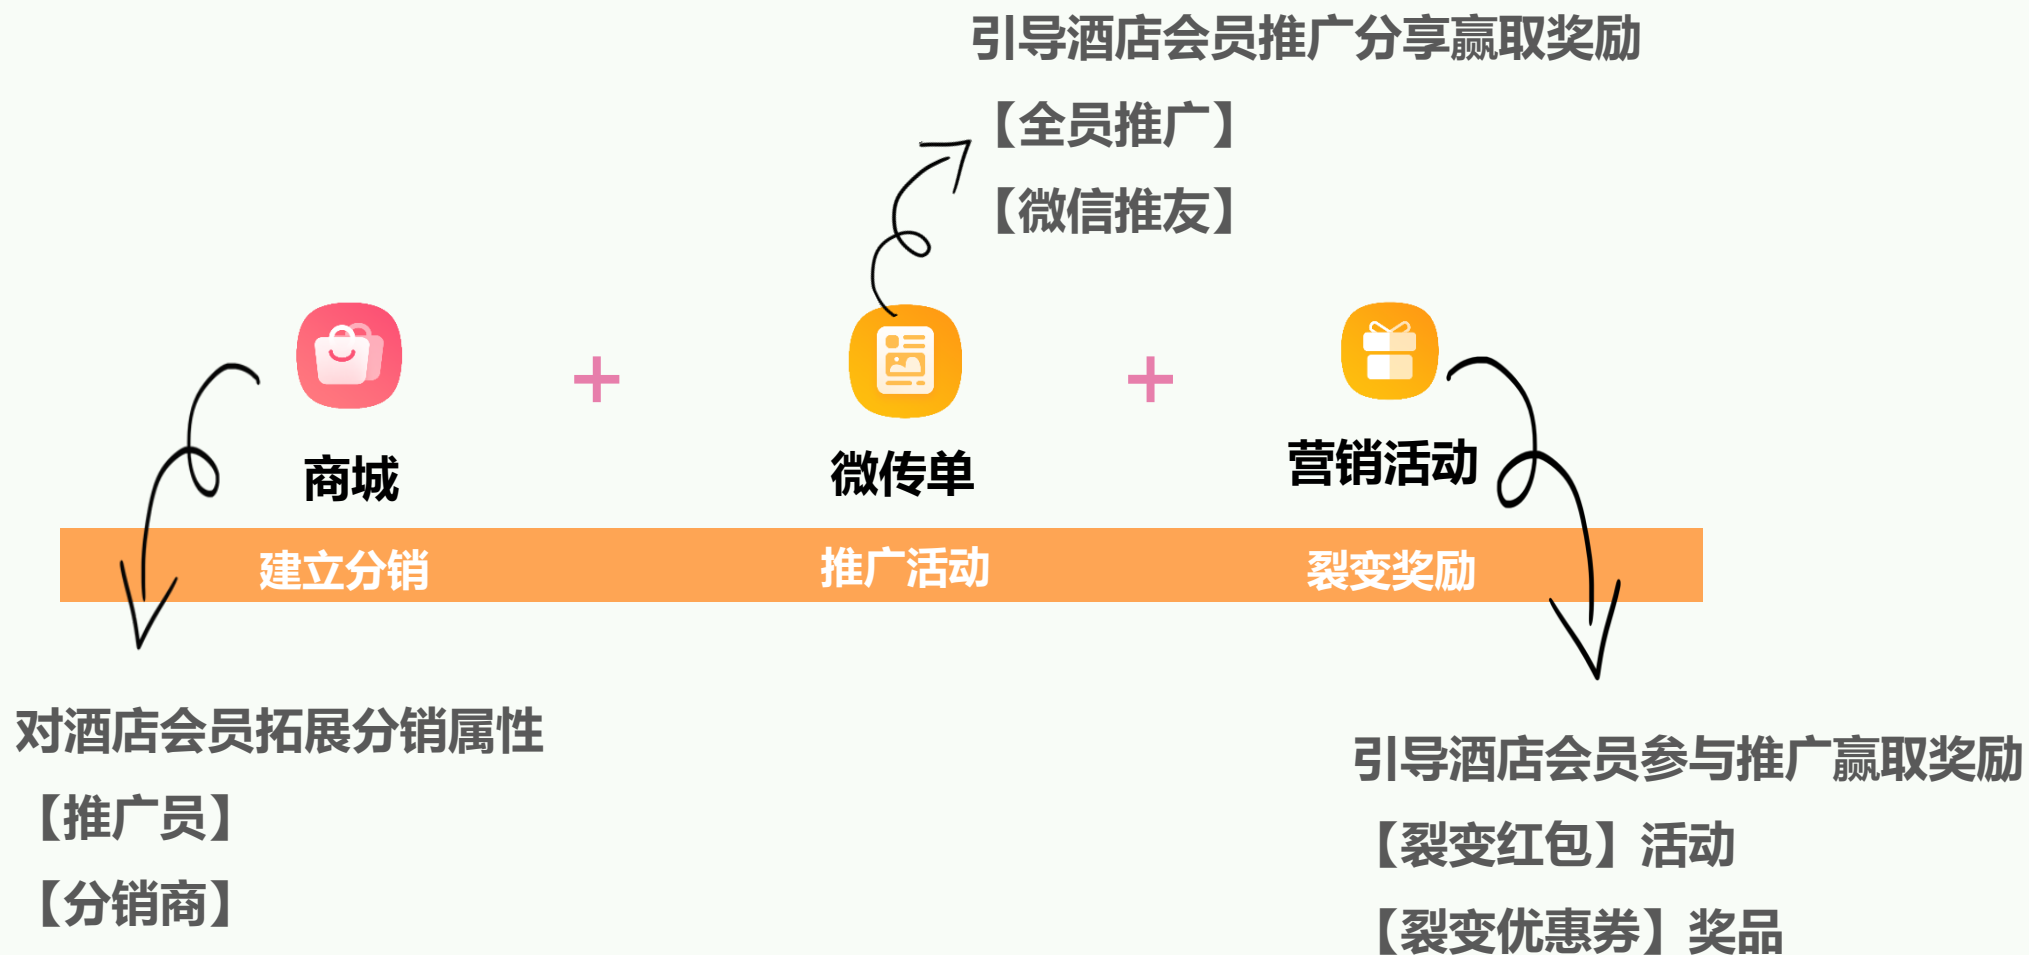 引导酒店会员推广分享赢取奖励
【全员推广】
【微信推友】
商城
微传单
营销活动
建立分销
推广活动
裂变奖励
对酒店会员拓展分销属性
【推广员】
【分销商】
引导酒店会员参与推广赢取奖励
【裂变红包】活动
【裂变优惠券】奖品